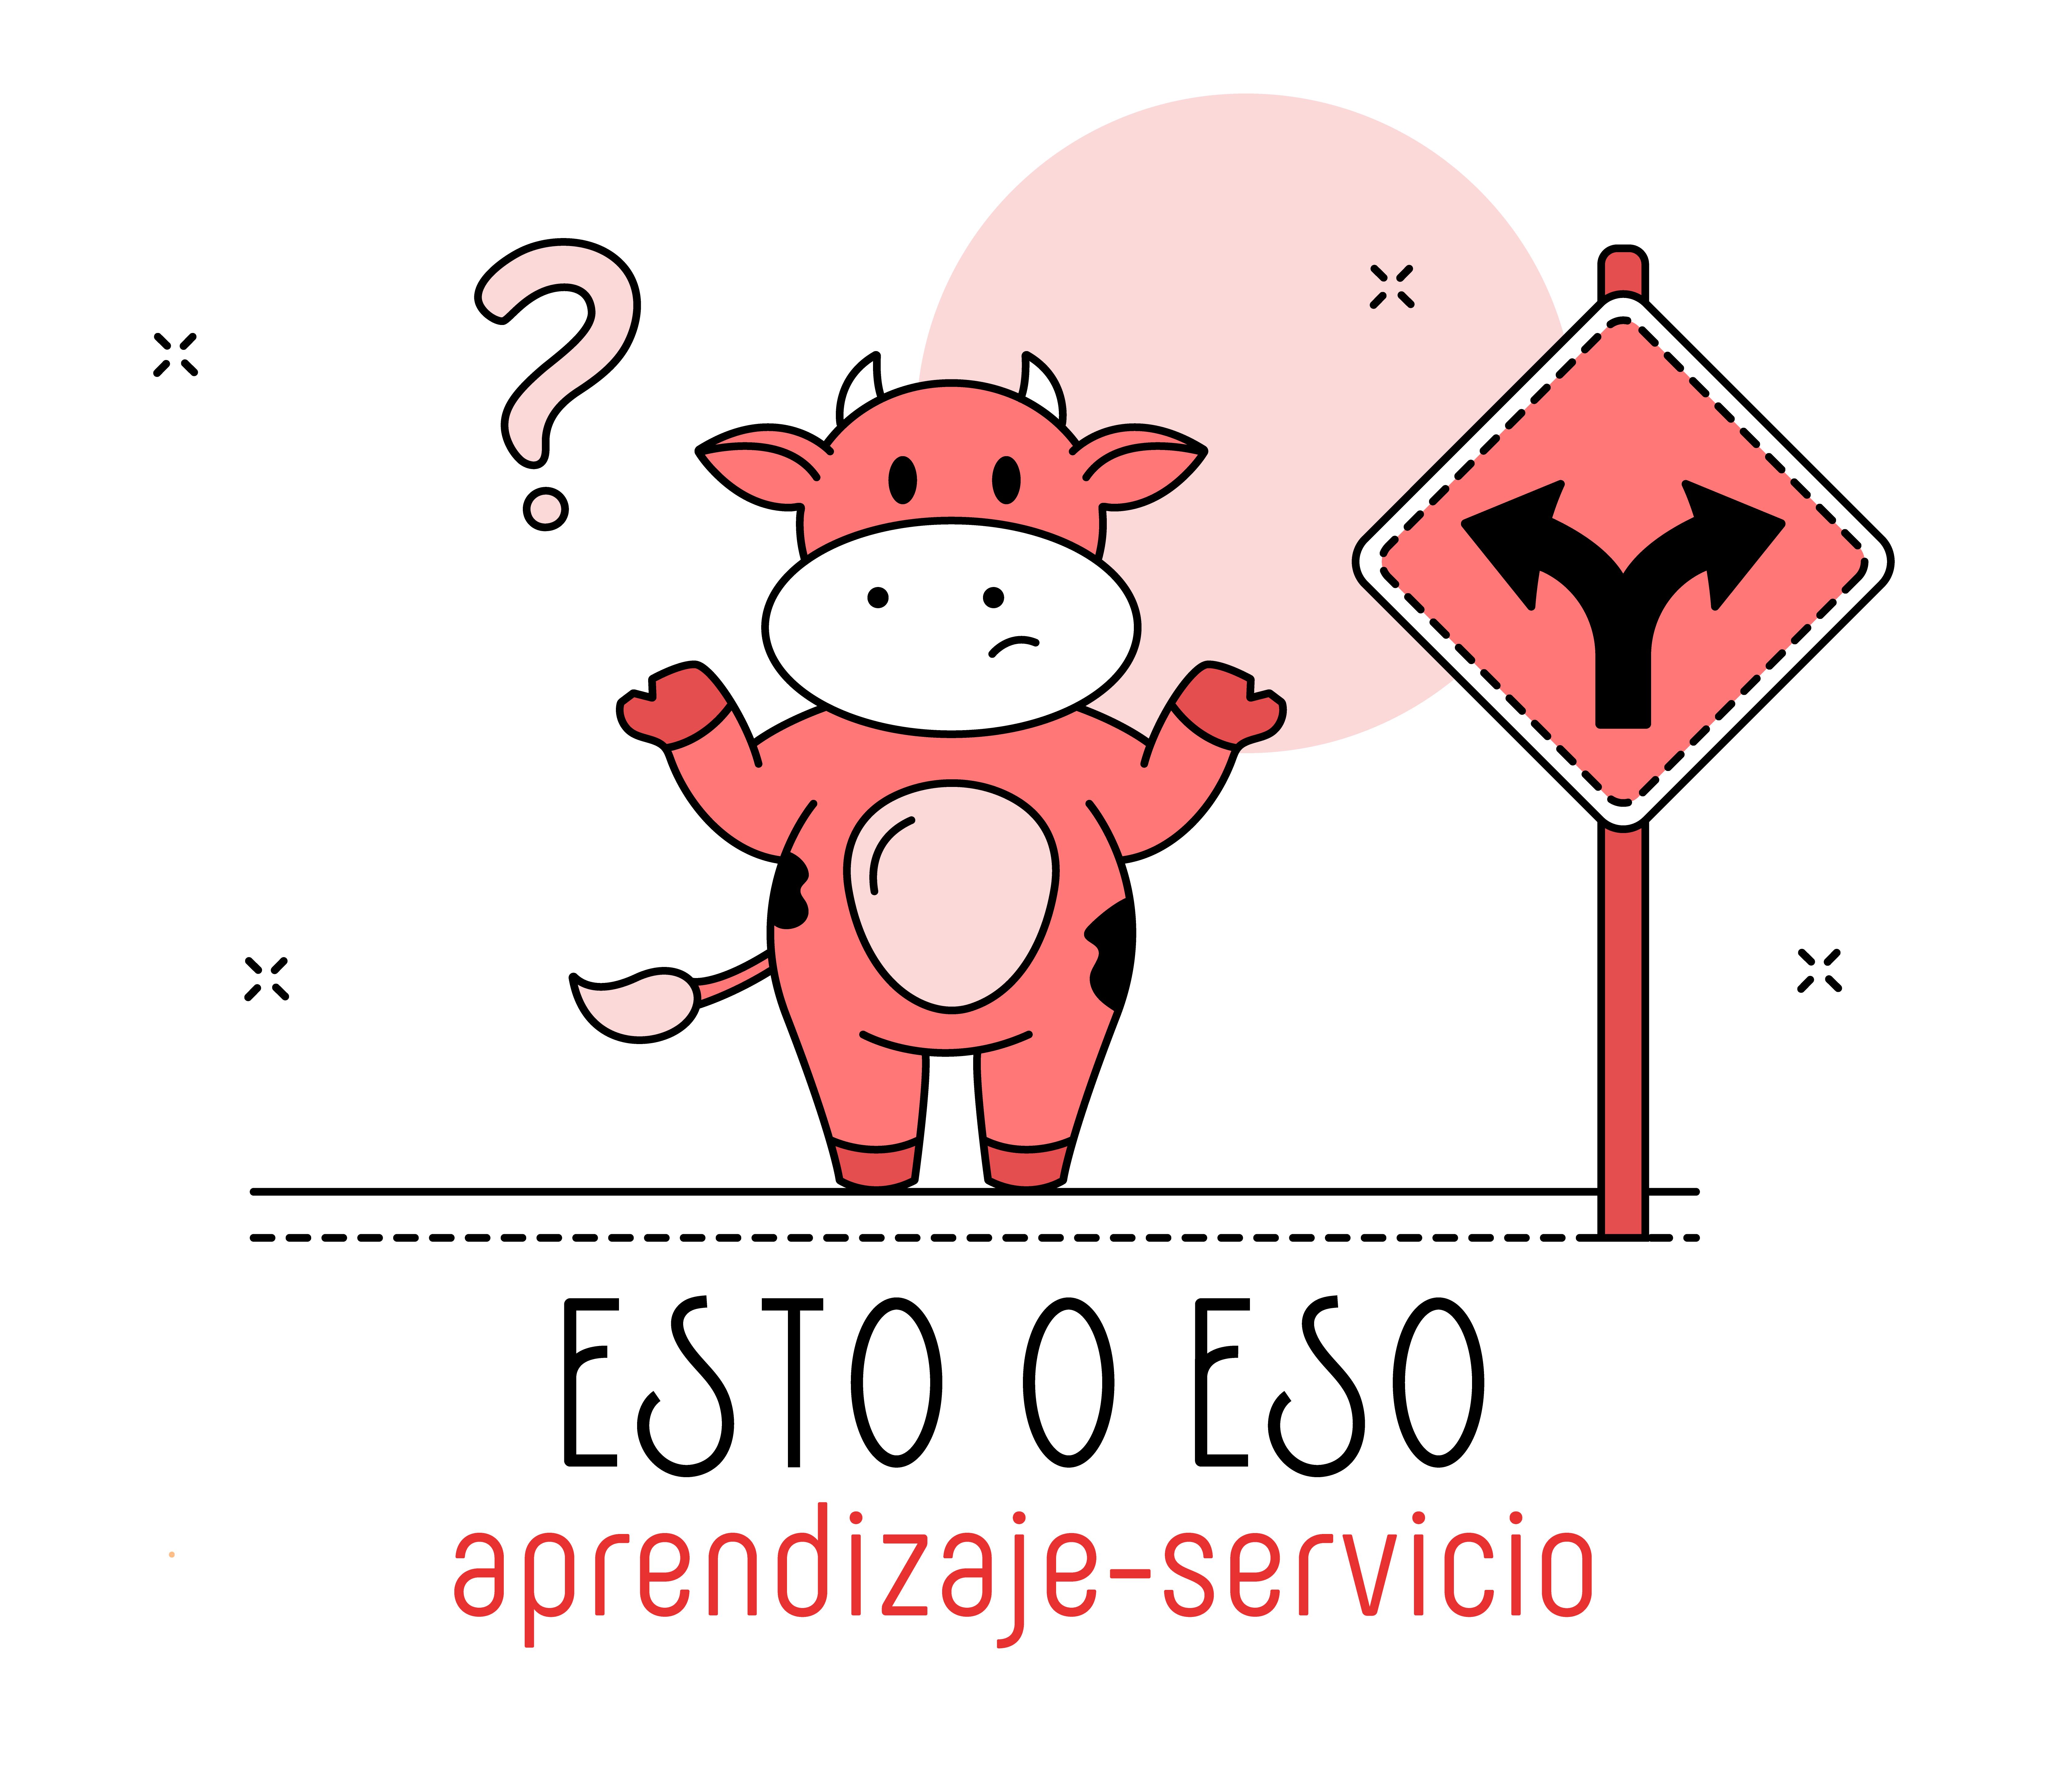 ?
ESTO O ESO
aprendizaje-servicio